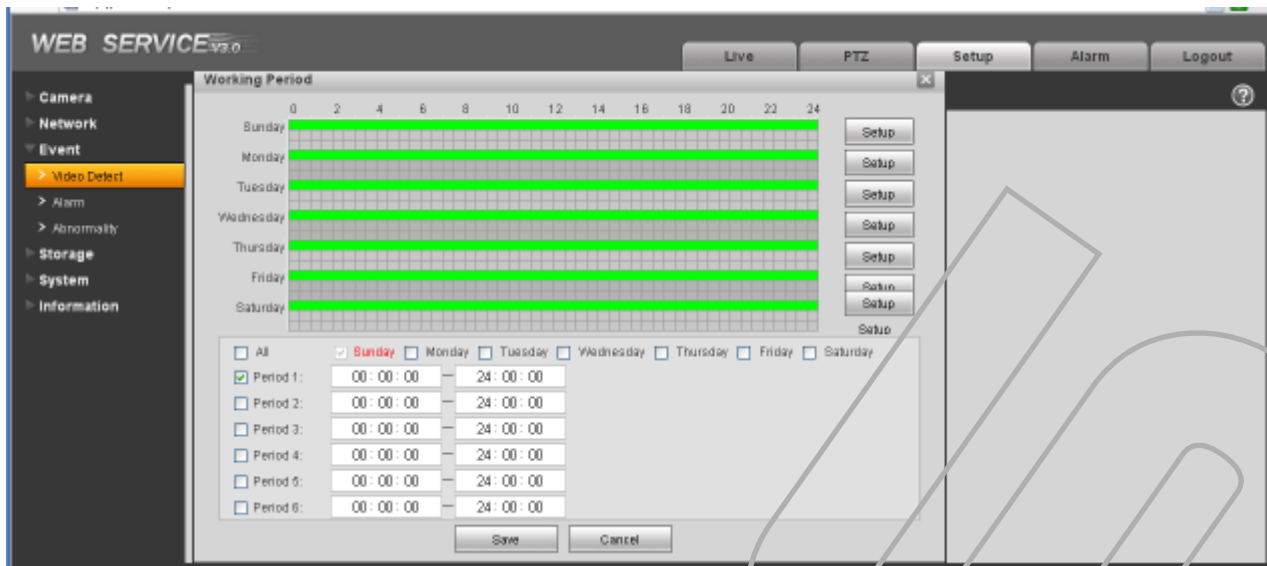 WEB SERVICE V3.0
Live PTZ Setup Alarm Logout
Working Period
Camera
Network
Event
Video Detect
Alarm
Abnormality
Storage
System
Information
0 2 4 6 8 10 12 14 16 18 20 22 24
Sunday Setup
Monday Setup
Tuesday Setup
Wednesday Setup
Thursday Setup
Friday Setup
Saturday Setup
Setup
All Sunday Monday Tuesday Wednesday Thursday Friday Saturday
Period 1: 00:00:00 — 24:00:00
Period 2: 00:00:00 — 24:00:00
Period 3: 00:00:00 — 24:00:00
Period 4: 00:00:00 — 24:00:00
Period 5: 00:00:00 — 24:00:00
Period 6: 00:00:00 — 24:00:00
Save Cancel